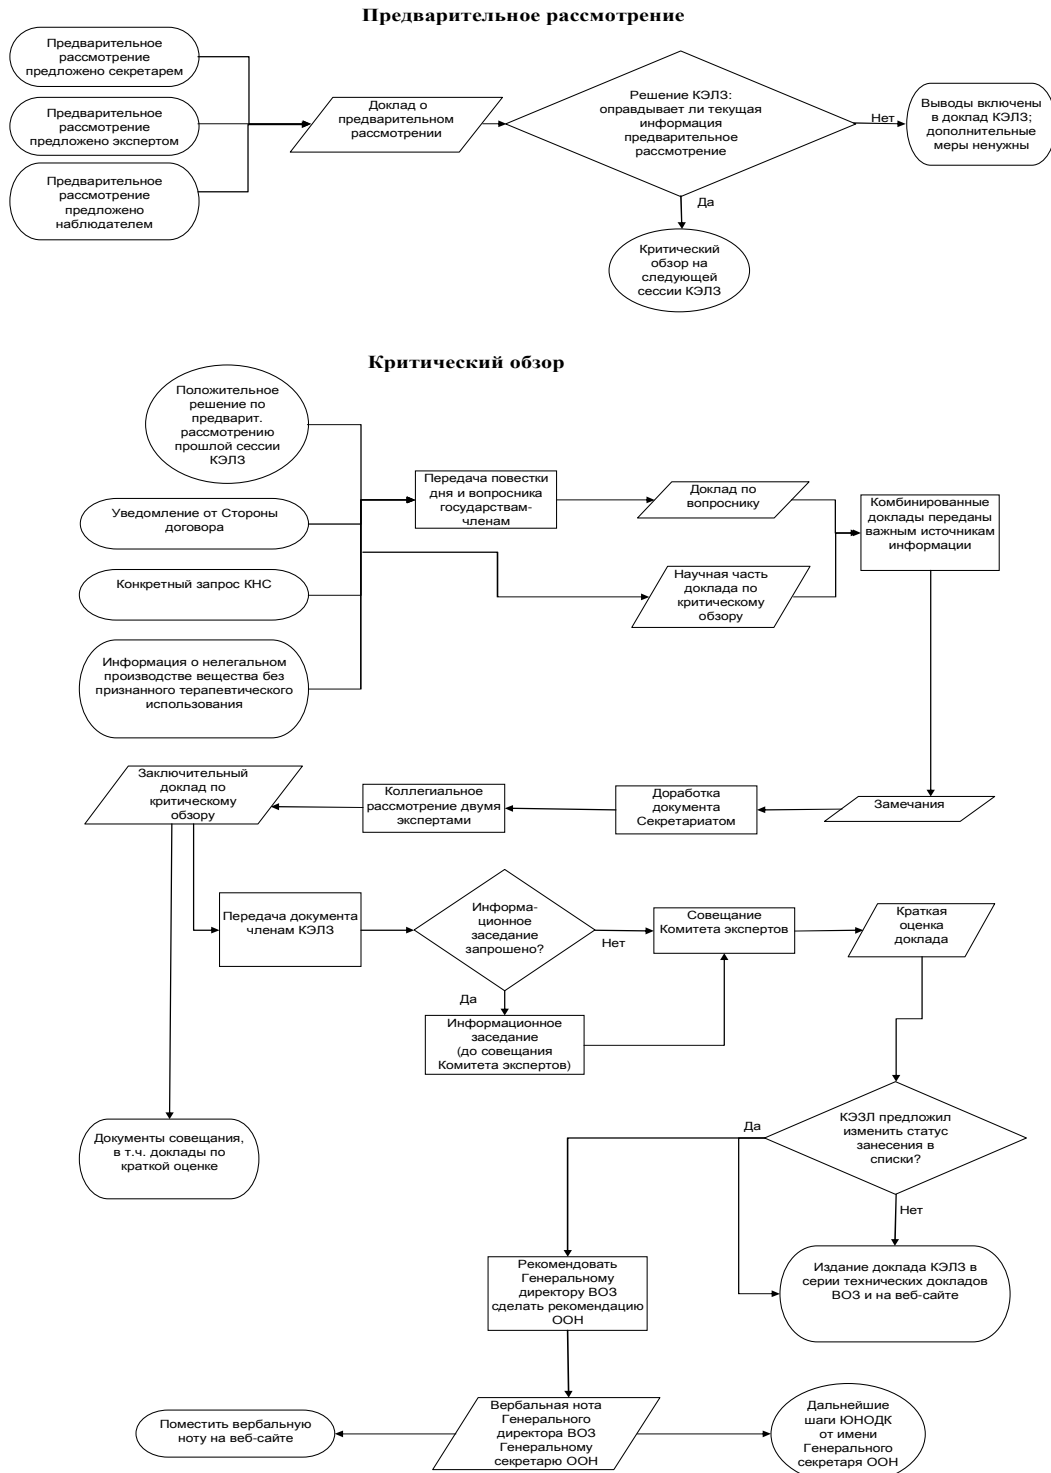 Предварительное рассмотрение
Предварительное
рассмотрение
предложено секретарем
Предварительное
рассмотрение
предложено экспертом
Предварительное
рассмотрение
предложено
наблюдателем
Доклад о
предварительном
рассмотрении
Решение КЭЛЗ:
оправдывает ли текущая
информация
предварительное
рассмотрение
Нет
Выводы включены
в доклад КЭЛЗ;
дополнительные
меры ненужны
Да
Критический
обзор на
следующей
сессии КЭЛЗ
Критический обзор
Положительное
решение по
предварит.
рассмотрению
прошлой сессии
КЭЛЗ
Уведомление от Стороны
договора
Конкретный запрос КНС
Информация о нелегальном
производстве вещества без
признанного терапевтического
использования
Передача повестки
дня и вопросника
государствам-
членам
Доклад по
вопроснику
Научная часть
доклада по
критическому
обзору
Комбинированные
доклады переданы
важным источникам
информации
Замечания
Доработка
документа
Секретариатом
Коллегиальное
рассмотрение двумя
экспертами
Заключительный
доклад по
критическому
обзору
Передача документа
членам КЭЛЗ
Информа-
ционное
заседание
запрошено?
Нет
Да
Информационное
заседание
(до совещания
Комитета экспертов)
Совещание
Комитета экспертов
Краткая
оценка
доклада
Документы совещания,
в т.ч. доклады по
краткой оценке
КЭЗЛ предложил
изменить статус
занесения в
списки?
Да
Нет
Издание доклада КЭЛЗ в
серии технических докладов
ВОЗ и на веб-сайте
Рекомендовать
Генеральному
директору ВОЗ
сделать рекомендацию
ООН
Вербальная нота
Генерального
директора ВОЗ
Генеральному
секретарю ООН
Поместить вербальную
ноту на веб-сайте
Дальнейшие
шаги ЮНОДК
от имени
Генерального
секретаря ООН